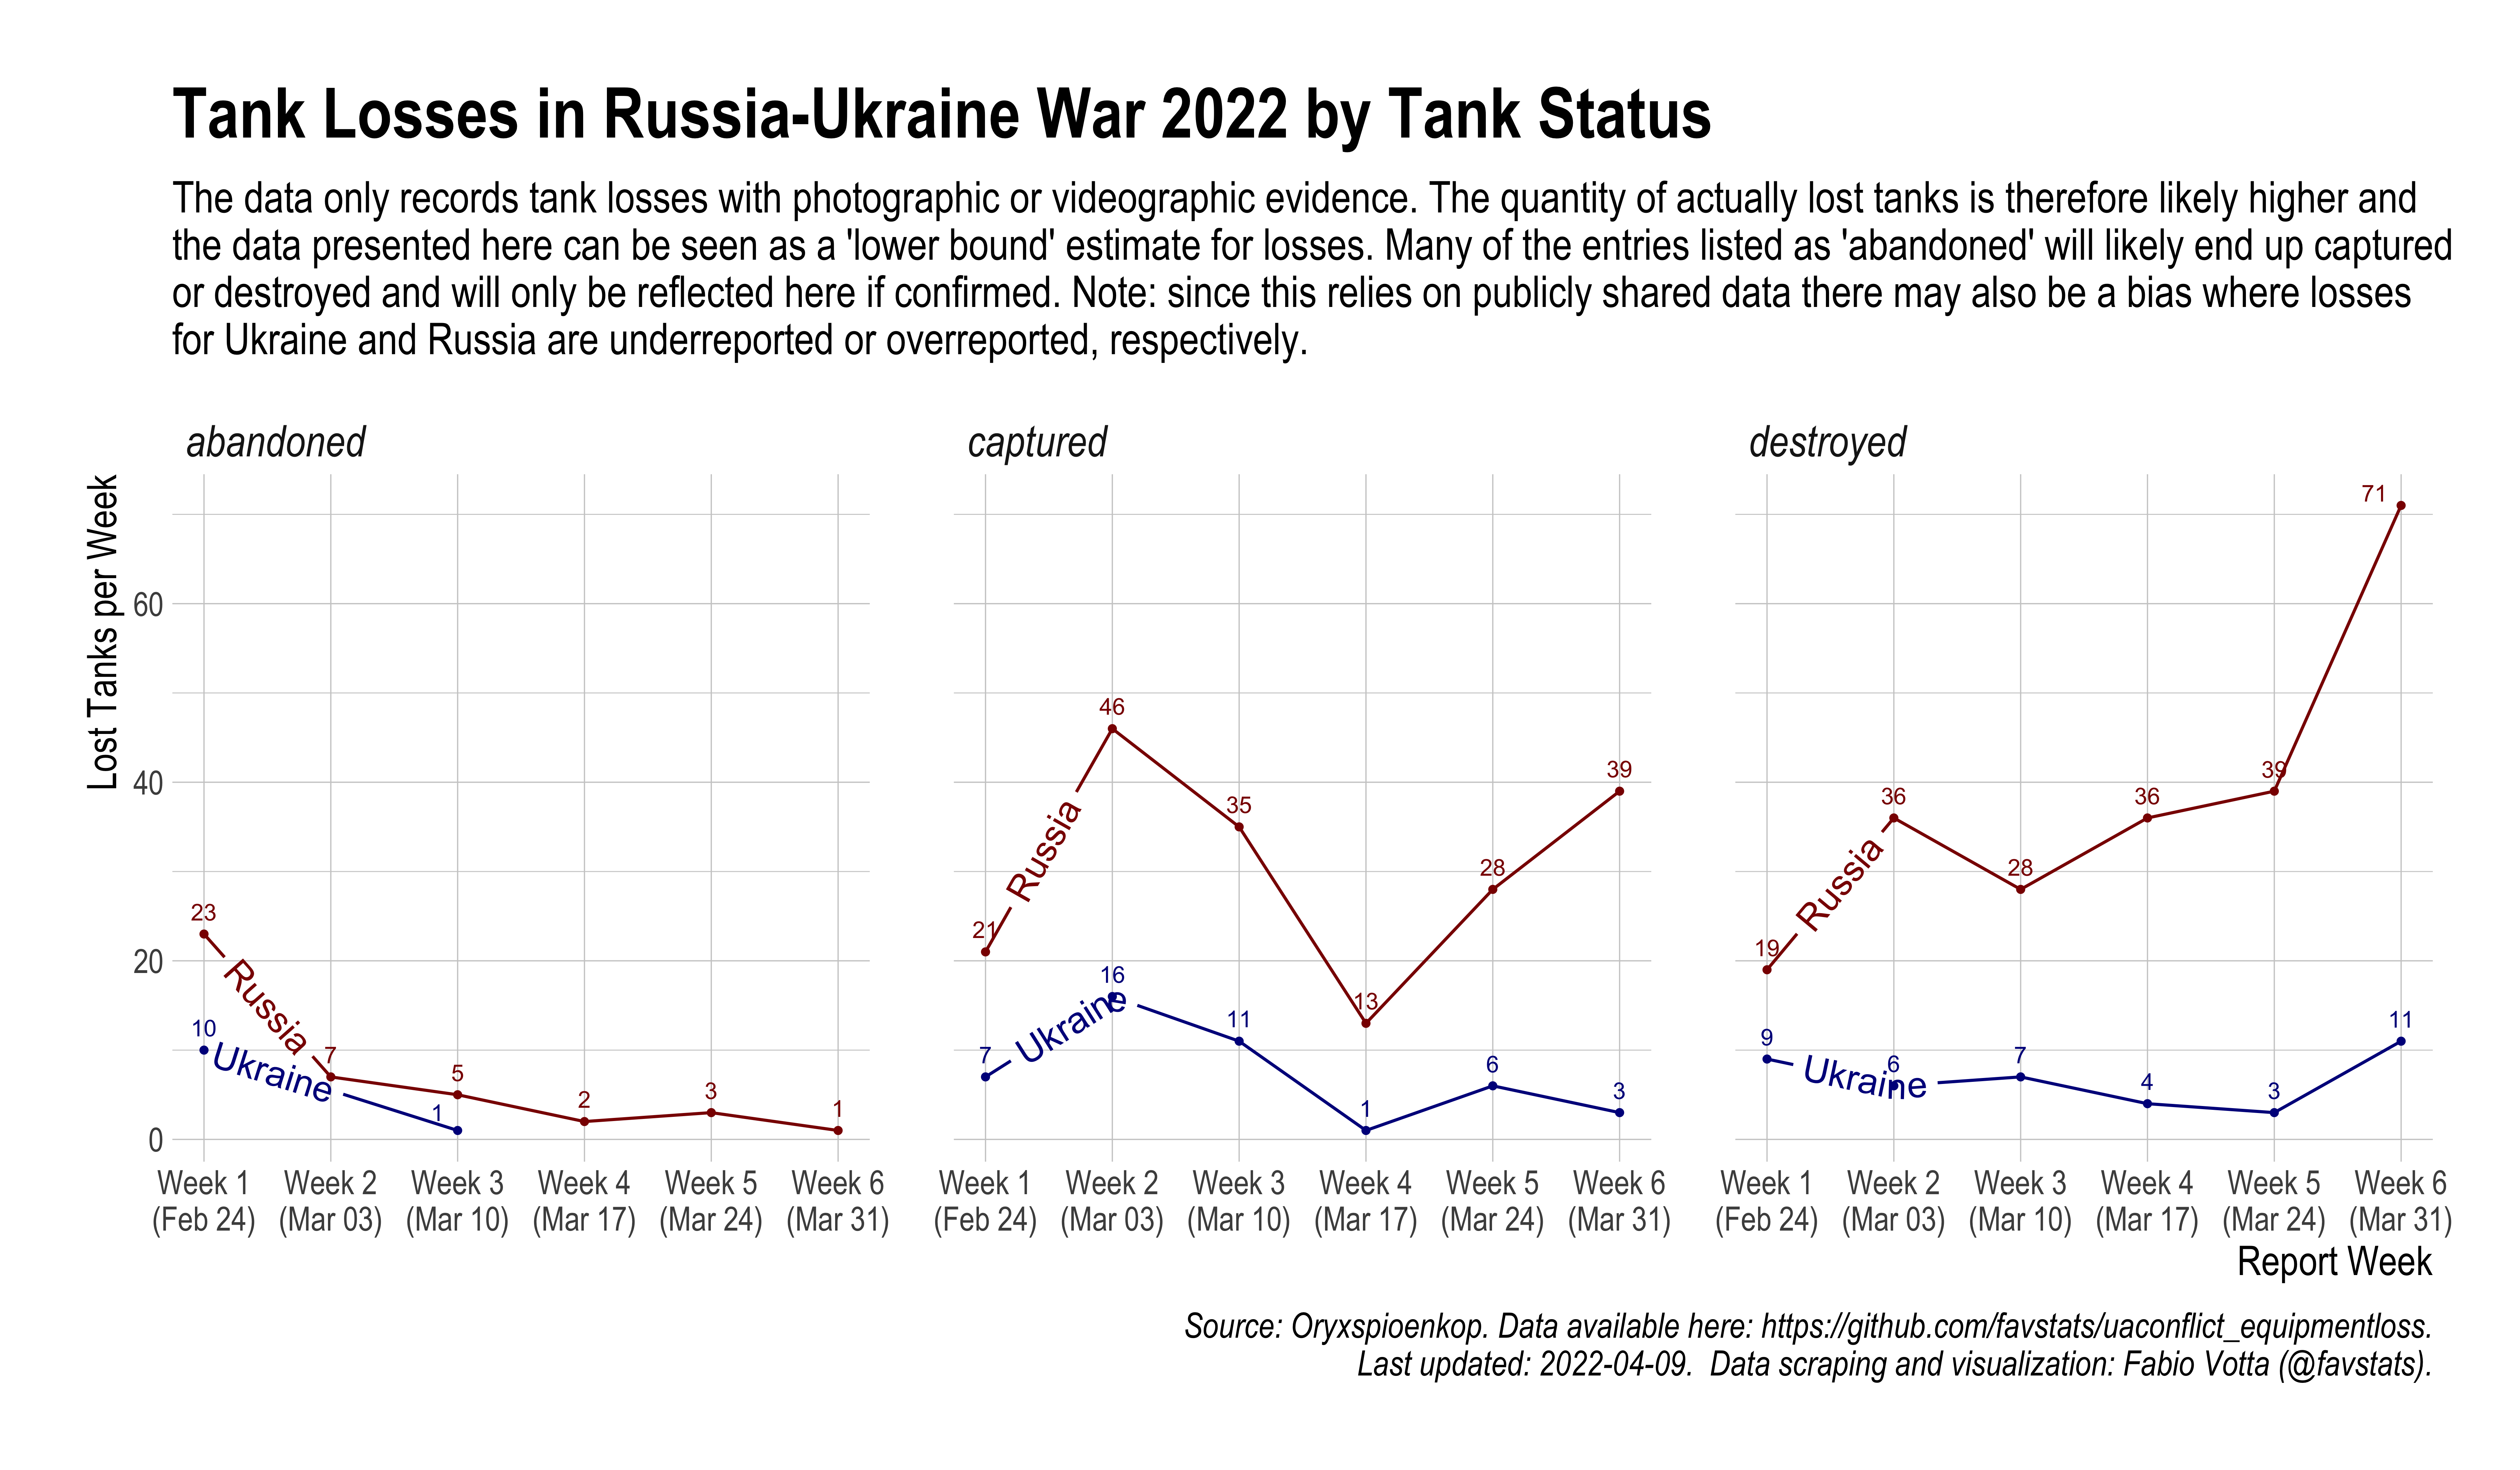 Tank Losses in Russia-Ukraine War 2022 by Tank Status
The data only records tank losses with photographic or videographic evidence. The quantity of actually lost tanks is therefore likely higher and
the data presented here can be seen as a 'lower bound' estimate for losses. Many of the entries listed as 'abandoned' will likely end up captured
or destroyed and will only be reflected here if confirmed. Note: since this relies on publicly shared data there may also be a bias where losses
for Ukraine and Russia are underreported or overreported, respectively.
Lost Tanks per Week
60
40
20
0
abandoned
23
Russia
7
5
2
3
1
10
Ukraine
1
Week 1 Week 2 Week 3 Week 4 Week 5 Week 6
(Feb 24) (Mar 03) (Mar 10) (Mar 17) (Mar 24) (Mar 31)
captured
21
Russia
46
35
13
28
39
7
Ukraine
16
11
1
6
3
Week 1 Week 2 Week 3 Week 4 Week 5 Week 6
(Feb 24) (Mar 03) (Mar 10) (Mar 17) (Mar 24) (Mar 31)
destroyed
19
Russia
36
28
36
39
71
9
Ukraine
6
7
4
3
11
Week 1 Week 2 Week 3 Week 4 Week 5 Week 6
(Feb 24) (Mar 03) (Mar 10) (Mar 17) (Mar 24) (Mar 31)
Report Week
Source: Oryxspioenkop. Data available here: https://github.com/favstats/uaconflict_equipmentloss.
Last updated: 2022-04-09.  Data scraping and visualization: Fabio Votta (@favstats).